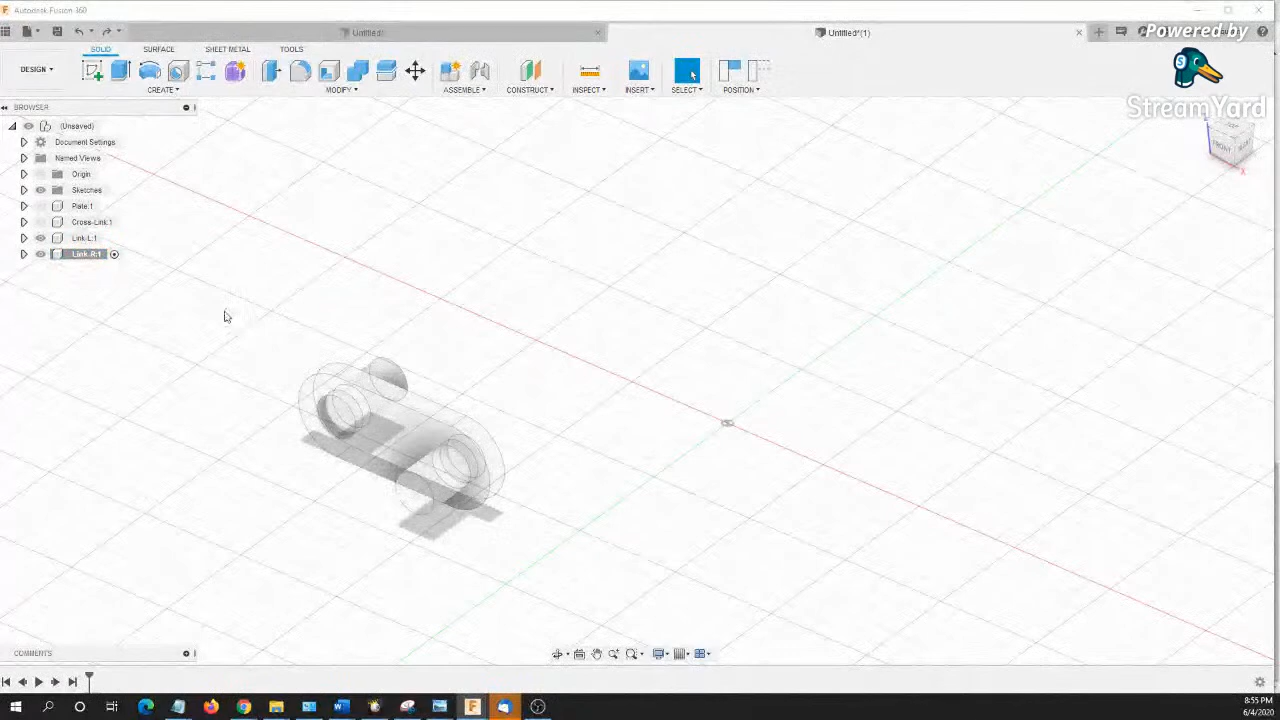 Autodesk Fusion 360
Untitled*
Untitled*(1)
Powered by
StreamYard
SOLID
SURFACE
SHEET METAL
TOOLS
DESIGN
CREATE
MODIFY
ASSEMBLE
CONSTRUCT
INSPECT
INSERT
SELECT
POSITION
BROWSER
(Unsaved)
Document Settings
Named Views
Origin
Sketches
Plate:1
Cross-Link:1
Link-L:1
Link-R:1
FRONT
X
COMMENTS
8:55 PM
6/4/2020